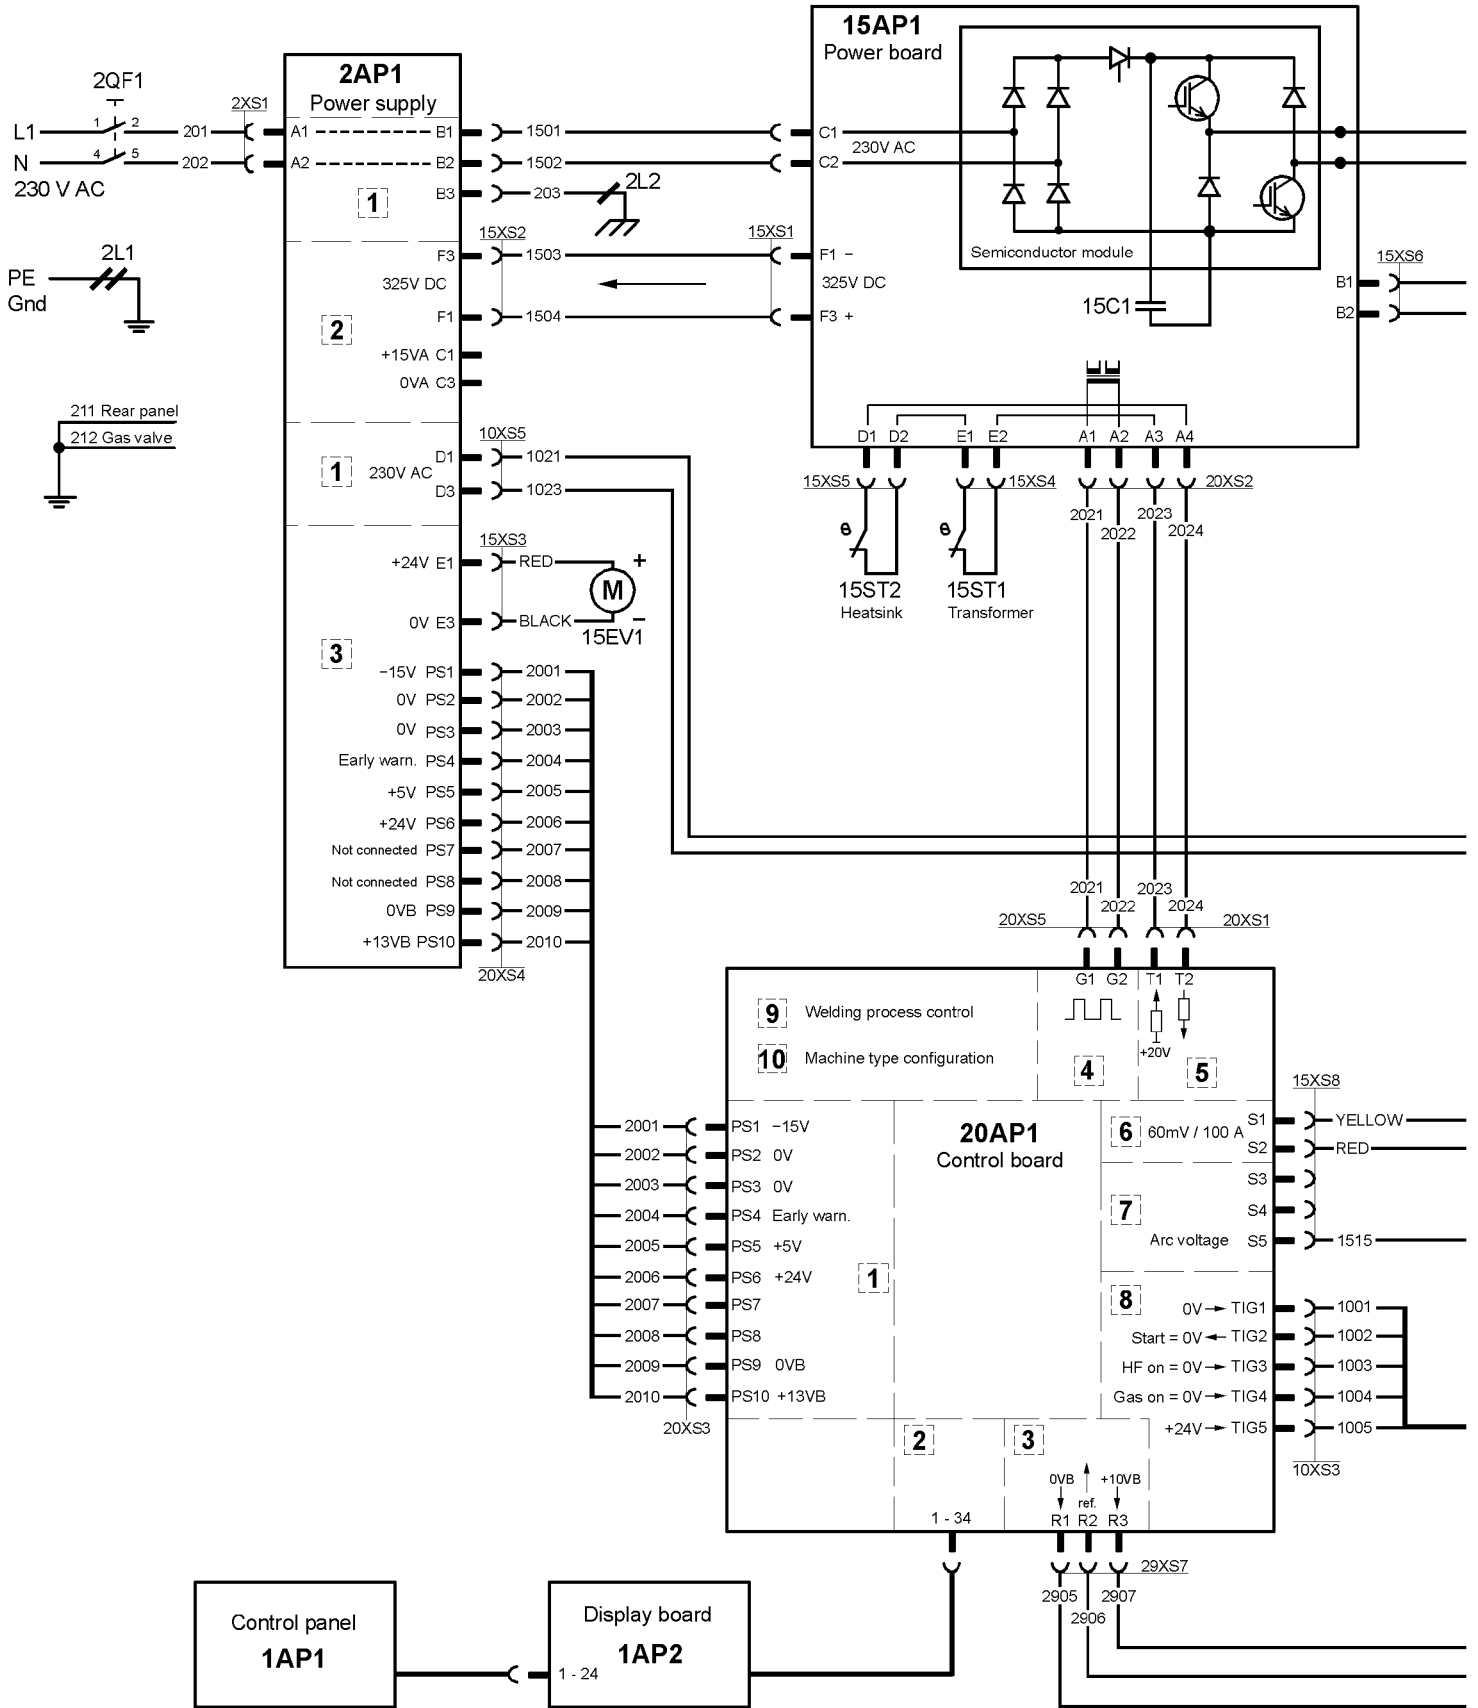 15AP1
Power board
2QF1
2AP1
Power supply
2XS1
L1
1
2
201
A1
B1
1501
C1
230V AC
N
4
5
202
A2
B2
1502
C2
230 V AC
1
B3
203
2L2
Semiconductor module
2L1
PE
Gnd
15XS2
15XS1
F3
1503
F1 −
325V DC
325V DC
15XS6
B1
B2
15C1
2
F1
1504
F3 +
+15VA C1
0VA C3
211 Rear panel
212 Gas valve
D1 D2 E1 E2 A1 A2 A3 A4
10XS5
1
230V AC
D1
1021
D3
1023
15XS5
15XS4
20XS2
2021
2022
2023
2024
θ
θ
15ST2
Heatsink
15ST1
Transformer
15XS3
+24V E1
RED
+
M
0V E3
BLACK
−
15EV1
3
−15V PS1
2001
0V PS2
2002
0V PS3
2003
Early warn. PS4
2004
+5V PS5
2005
+24V PS6
2006
Not connected PS7
2007
Not connected PS8
2008
0VB PS9
2009
+13VB PS10
2010
20XS4
2021
2022
2023
2024
20XS5
20XS1
G1 G2 T1 T2
9
Welding process control
10
Machine type configuration
+20V
4
5
15XS8
20AP1
Control board
6
60mV / 100 A
S1
YELLOW
S2
RED
S3
7
S4
Arc voltage
S5
1515
2001
PS1 −15V
2002
PS2 0V
2003
PS3 0V
2004
PS4 Early warn.
2005
PS5 +5V
2006
PS6 +24V
1
2007
PS7
2008
PS8
2009
PS9 0VB
2010
PS10 +13VB
20XS3
8
0V TIG1
1001
Start = 0V TIG2
1002
HF on = 0V TIG3
1003
Gas on = 0V TIG4
1004
+24V TIG5
1005
10XS3
2
3
0VB
+10VB
ref.
1 - 34
R1 R2 R3
29XS7
2905
2906
2907
Control panel
1AP1
Display board
1AP2
1 - 24